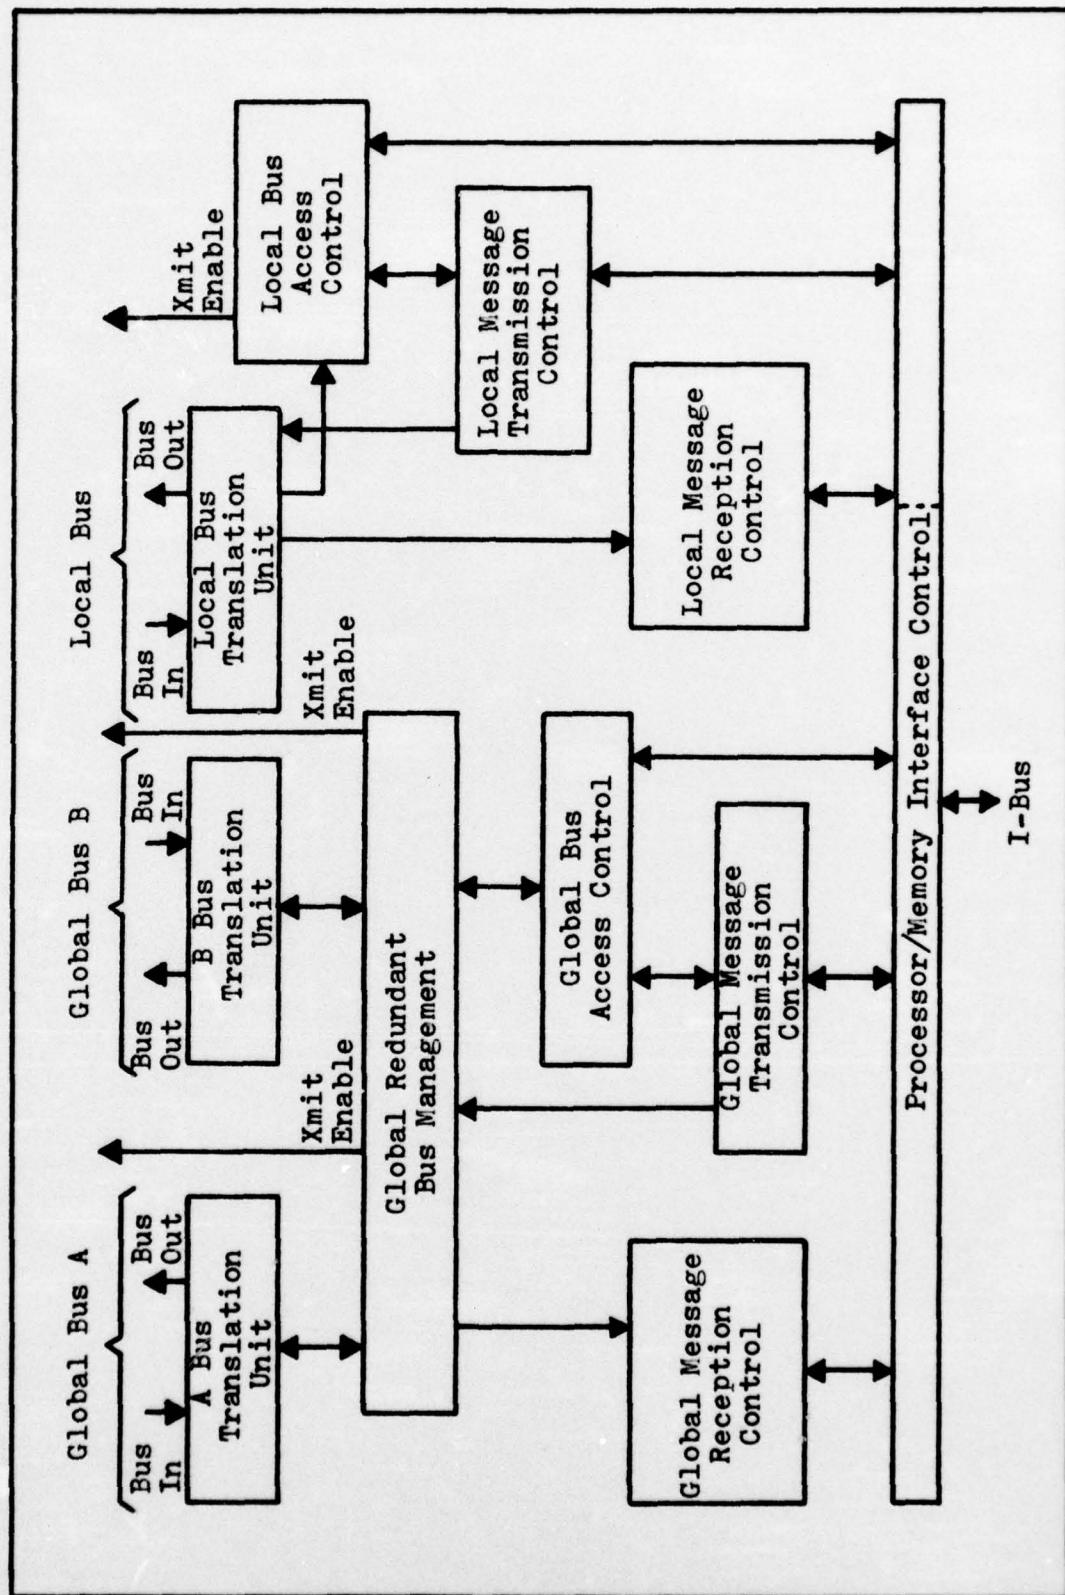 Global Bus A
Global Bus B
Local Bus
Bus
In
Bus
Out
Bus
Out
Bus
In
Bus
In
Bus
Out
Xmit
Enable
A Bus
Translation
Unit
B Bus
Translation
Unit
Local Bus
Translation
Unit
Local Bus
Access
Control
Xmit
Enable
Xmit
Enable
Global Redundant
Bus Management
Local Message
Transmission
Control
Global Bus
Access Control
Global Message
Reception
Control
Global Message
Transmission
Control
Local Message
Reception
Control
Processor/Memory Interface Control
I-Bus